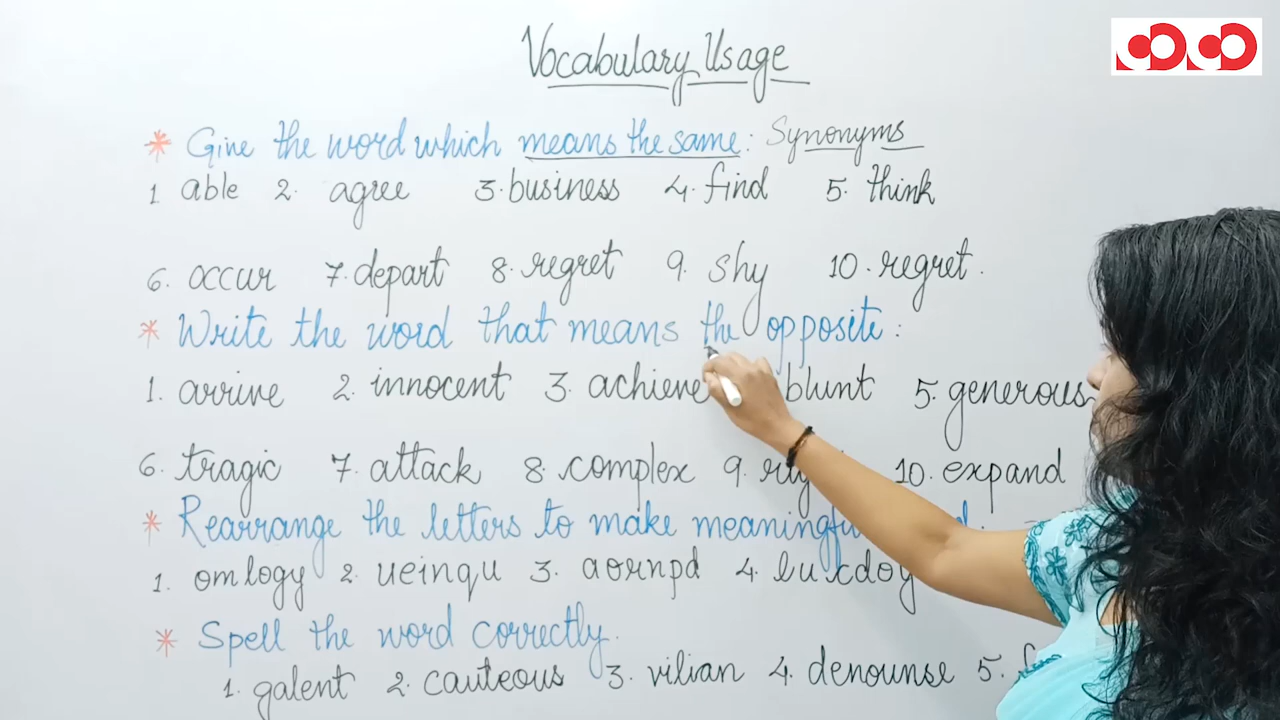 Vocabulary Usage
* Give the word which means the same: Synonyms
1 able 2. agree 3. business 4. find 5. think
6. occur 7. depart 8. regret 9. shy 10. regret.
* Write the word that means the opposite:
1. arrive 2. innocent 3. achieve blunt 5. generous
6. tragic 7. attack 8. complex 9. 10. expand
* Rearrange the letters to make
1. omlogy 2. ueinqu 3. aornpd 4.
* Spell the word correctly.
1. galent 2. cauteous 3. vilian 4. denounse 5.